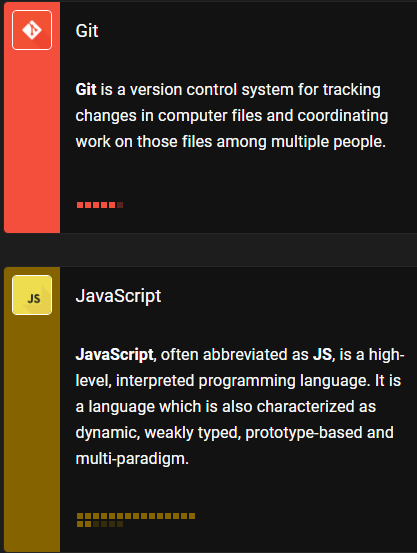 Git
Git is a version control system for tracking
changes in computer files and coordinating
work on those files among multiple people.
JS
JavaScript
JavaScript, often abbreviated as JS, is a high-
level, interpreted programming language. It is
a language which is also characterized as
dynamic, weakly typed, prototype-based and
multi-paradigm.